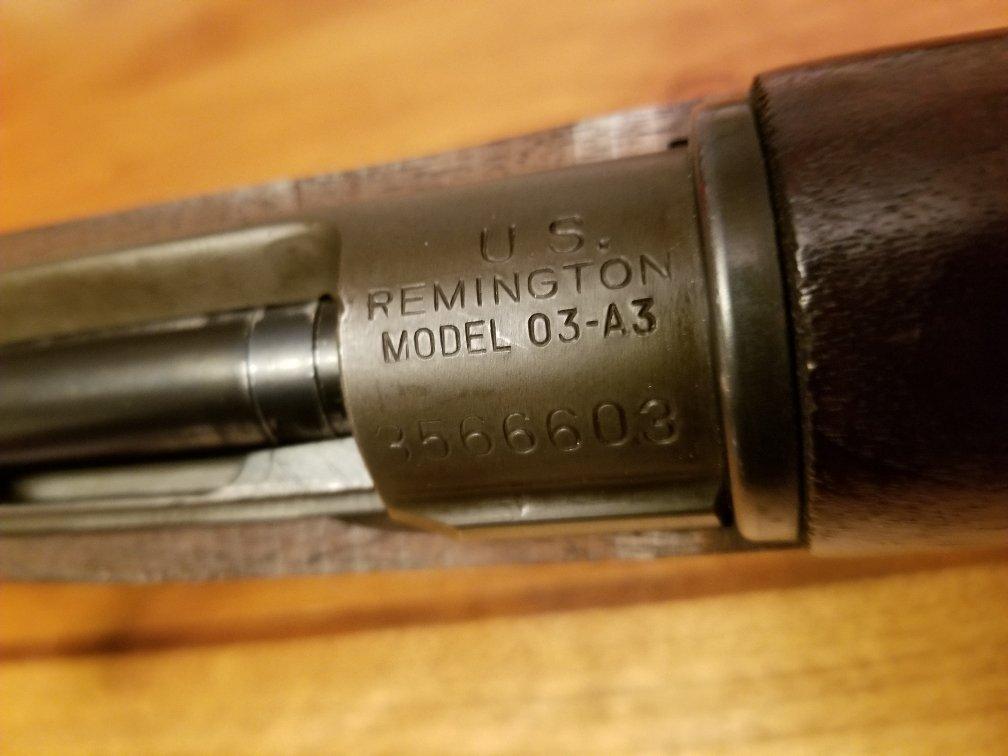 U S.
REMINGTON
MODEL 03-A3
3566603